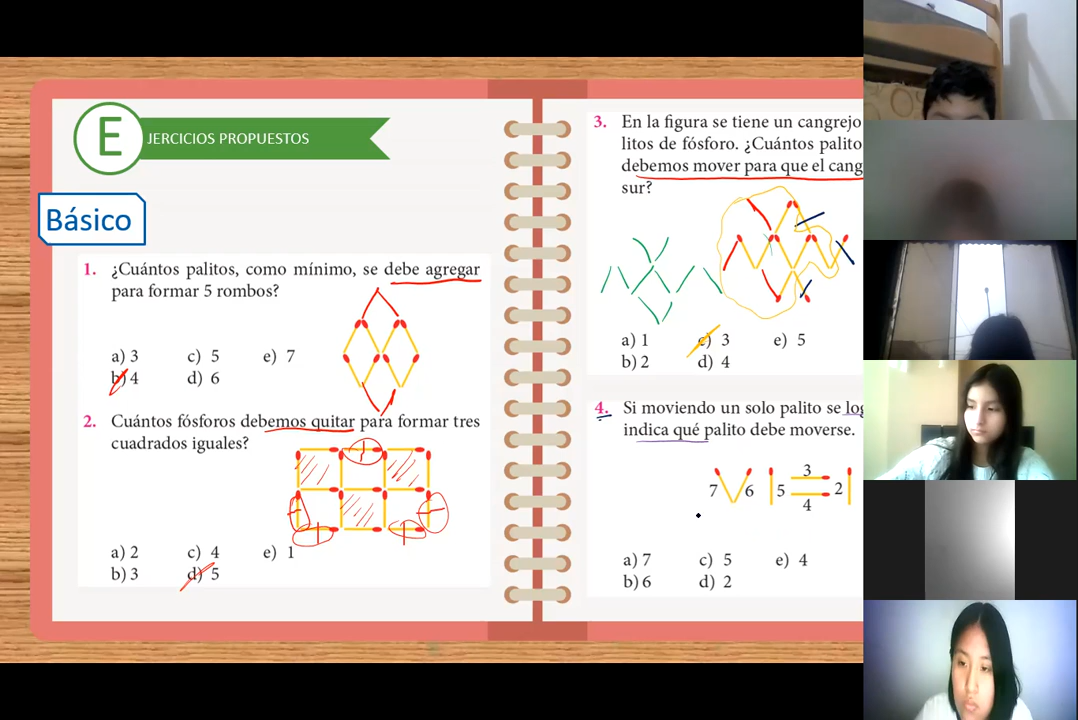 E
JERCICIOS PROPUESTOS
Básico
1. ¿Cuántos palitos, como mínimo, se debe agregar
para formar 5 rombos?
a) 3 c) 5 e) 7
b) 4 d) 6
2. Cuántos fósforos debemos quitar para formar tres
cuadrados iguales?
a) 2 c) 4 e) 1
b) 3 d) 5
3. En la figura se tiene un cangrejo
litos de fósforo. ¿Cuántos palito
debemos mover para que el cang
sur?
a) 1 c) 3 e) 5
b) 2 d) 4
4. Si moviendo un solo palito se log
indica qué palito debe moverse.
7 6 5 3 4 2
a) 7 c) 5 e) 4
b) 6 d) 2